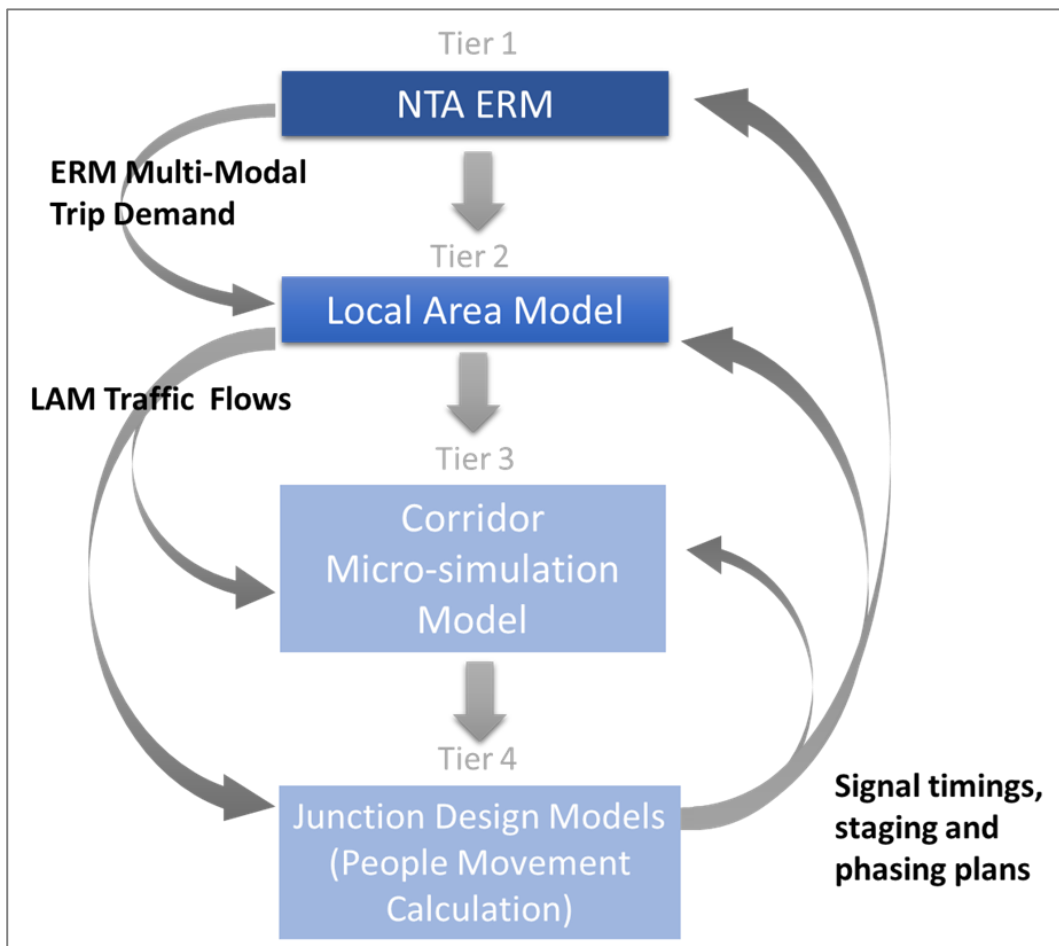 Tier 1
NTA ERM
ERM Multi-Modal
Trip Demand
Tier 2
Local Area Model
LAM Traffic  Flows
Tier 3
Corridor
Micro-simulation
Model
Tier 4
Junction Design Models
(People Movement
Calculation)
Signal timings,
staging and
phasing plans